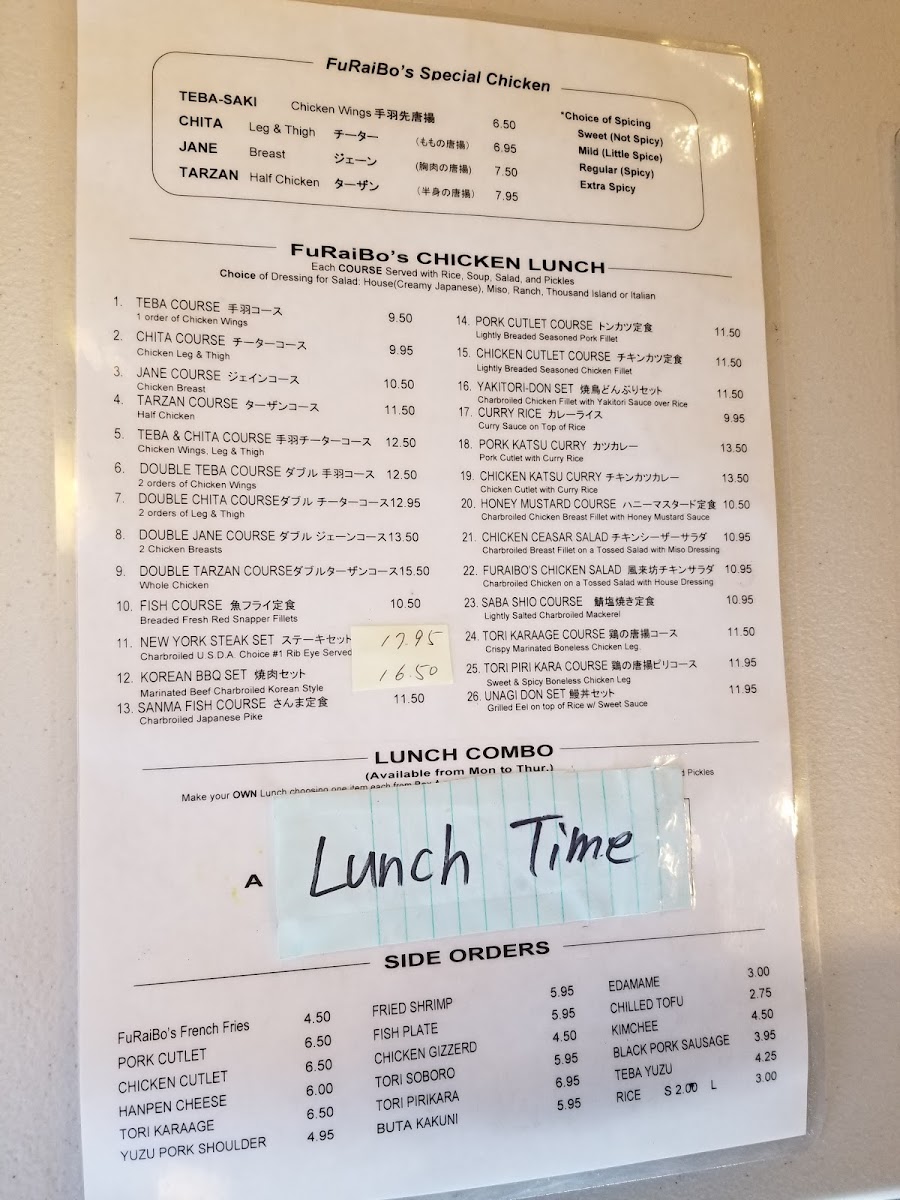 FuRaiBo's Special Chicken
TEBA-SAKI Chicken Wings 手羽先唐揚 6.50
CHITA Leg & Thigh チーター (ももの唐揚) 6.95
JANE Breast ジェーン (胸肉の唐揚) 7.50
TARZAN Half Chicken ターザン (半身の唐揚) 7.95
*Choice of Spicing
Sweet (Not Spicy)
Mild (Little Spice)
Regular (Spicy)
Extra Spicy
FuRaiBo's CHICKEN LUNCH
Each COURSE Served with Rice, Soup, Salad, and Pickles
Choice of Dressing for Salad: House(Creamy Japanese), Miso, Ranch, Thousand Island or Italian
1. TEBA COURSE 手羽コース 9.50
1 order of Chicken Wings
2. CHITA COURSE チーターコース 9.95
Chicken Leg & Thigh
3. JANE COURSE ジェインコース 10.50
Chicken Breast
4. TARZAN COURSE ターザンコース 11.50
Half Chicken
5. TEBA & CHITA COURSE 手羽チーターコース 12.50
Chicken Wings, Leg & Thigh
6. DOUBLE TEBA COURSE ダブル 手羽コース 12.50
2 orders of Chicken Wings
7. DOUBLE CHITA COURSEダブル チーターコース12.95
2 orders of Leg & Thigh
8. DOUBLE JANE COURSE ダブル ジェーンコース13.50
2 Chicken Breasts
9. DOUBLE TARZAN COURSEダブルターザンコース15.50
Whole Chicken
10. FISH COURSE 魚フライ定食 10.50
Breaded Fresh Red Snapper Fillets
11. NEW YORK STEAK SET ステーキセット 17.95
Charbroiled U.S.D.A. Choice #1 Rib Eye Served
12. KOREAN BBQ SET 焼肉セット 16.50
Marinated Beef Charbroiled Korean Style
13. SANMA FISH COURSE さんま定食 11.50
Charbroiled Japanese Pike
14. PORK CUTLET COURSE トンカツ定食 11.50
Lightly Breaded Seasoned Pork Fillet
15. CHICKEN CUTLET COURSE チキンカツ定食 11.50
Lightly Breaded Seasoned Chicken Fillet
16. YAKITORI-DON SET 焼鳥どんぶりセット 11.50
Charbroiled Chicken Fillet with Yakitori Sauce over Rice
17. CURRY RICE カレーライス 9.95
Curry Sauce on Top of Rice
18. PORK KATSU CURRY カツカレー 13.50
Pork Cutlet with Curry Rice
19. CHICKEN KATSU CURRY チキンカツカレー 13.50
Chicken Cutlet with Curry Rice
20. HONEY MUSTARD COURSE ハニーマスタード定食 10.50
Charbroiled Chicken Breast Fillet with Honey Mustard Sauce
21. CHICKEN CEASAR SALAD チキンシーザーサラダ 10.95
Charbroiled Breast Fillet on a Tossed Salad with Miso Dressing
22. FURAIBO'S CHICKEN SALAD 風来坊チキンサラダ 10.95
Charbroiled Chicken on a Tossed Salad with House Dressing
23. SABA SHIO COURSE 鯖塩焼き定食 10.95
Lightly Salted Charbroiled Mackerel
24. TORI KARAAGE COURSE 鶏の唐揚コース 11.50
Crispy Marinated Boneless Chicken Leg
25. TORI PIRI KARA COURSE 鶏の唐揚ピリコース 11.95
Sweet & Spicy Boneless Chicken Leg
26. UNAGI DON SET 鰻丼セット 11.95
Grilled Eel on top of Rice w/ Sweet Sauce
LUNCH COMBO
(Available from Mon to Thur.)
Make your OWN Lunch choosing one item each from Pickles
A
Lunch Time
SIDE ORDERS
FuRaiBo's French Fries 4.50
PORK CUTLET 6.50
CHICKEN CUTLET 6.50
HANPEN CHEESE 6.00
TORI KARAAGE 6.50
YUZU PORK SHOULDER 4.95
FRIED SHRIMP 5.95
FISH PLATE 5.95
CHICKEN GIZZERD 4.50
TORI SOBORO 5.95
TORI PIRIKARA 6.95
BUTA KAKUNI 5.95
EDAMAME 3.00
CHILLED TOFU 2.75
KIMCHEE 4.50
BLACK PORK SAUSAGE 3.95
TEBA YUZU 4.25
RICE S 2.00 L 3.00